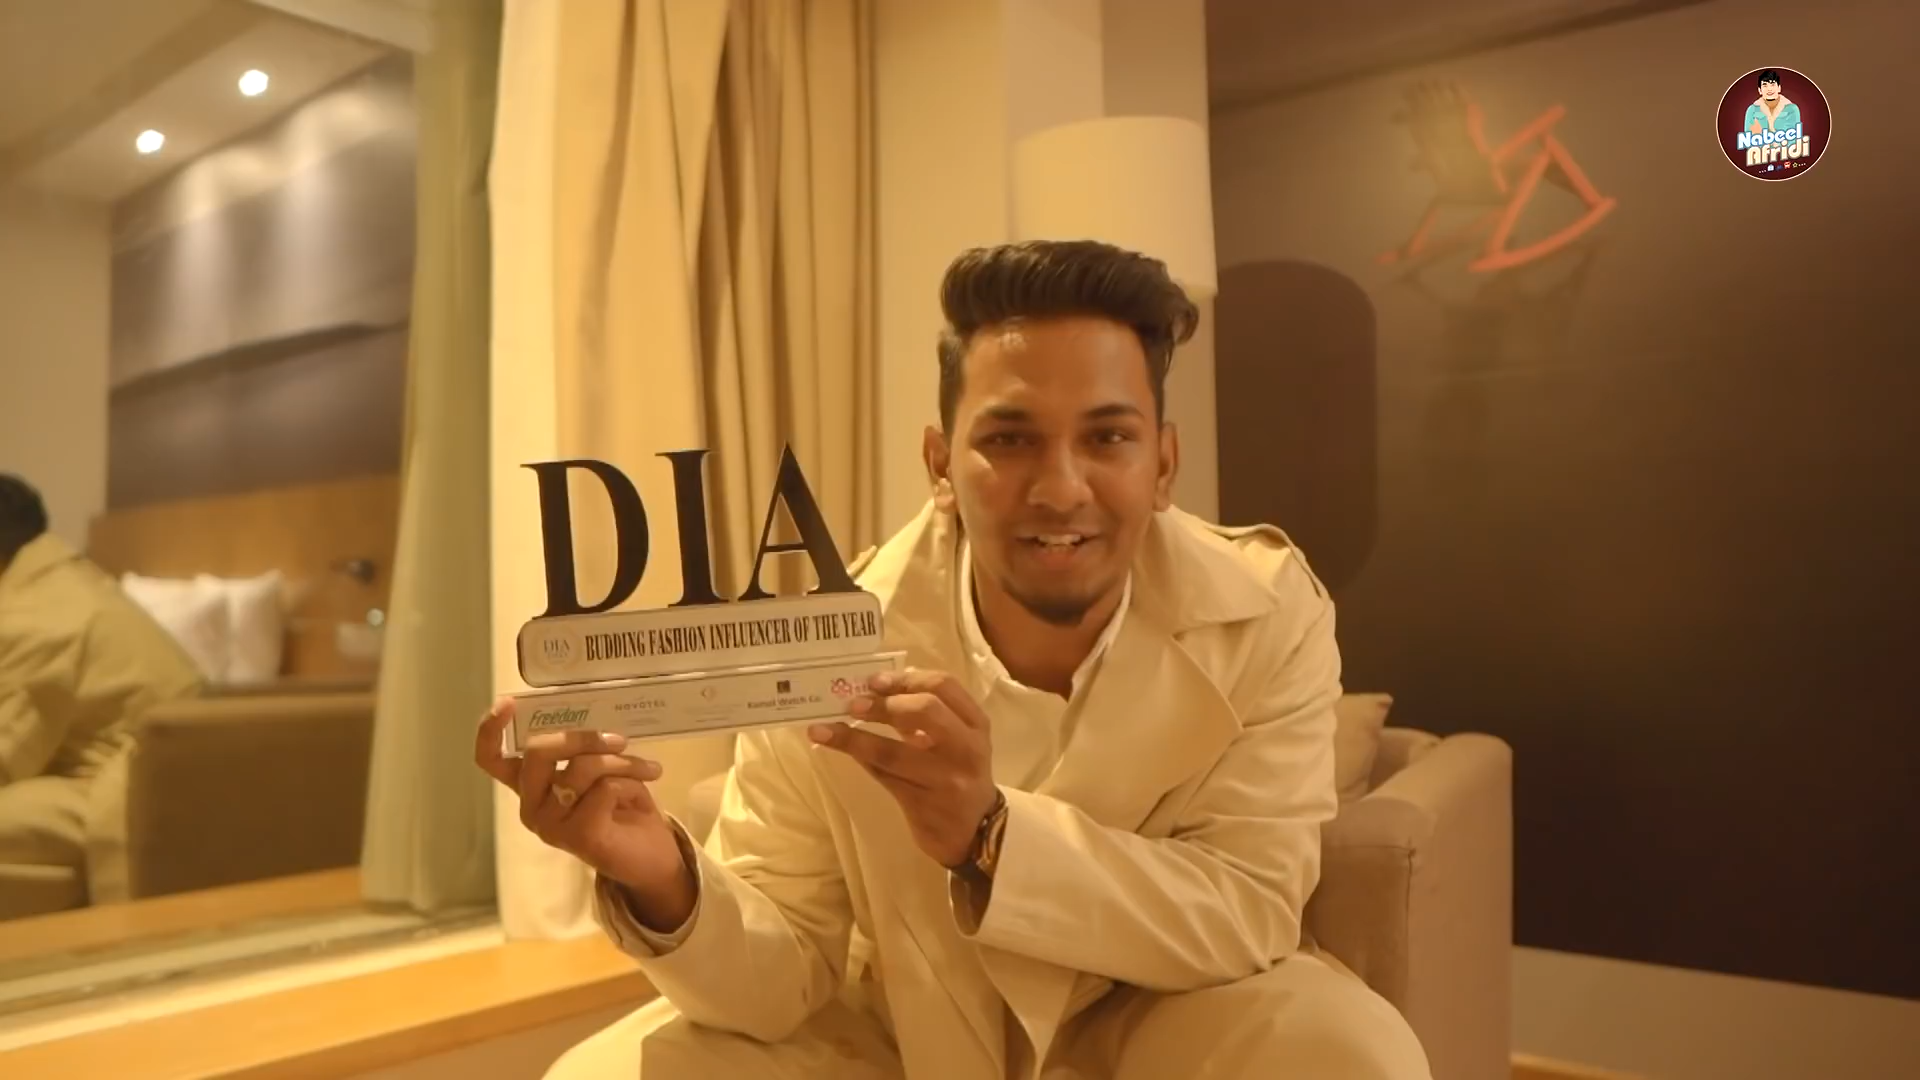 Nabeel
Afridi
DIA
DIA
BUDDING FASHION INFLUENCER OF THE YEAR
Freedom
NOVOTEL
Kamal Watch Co.